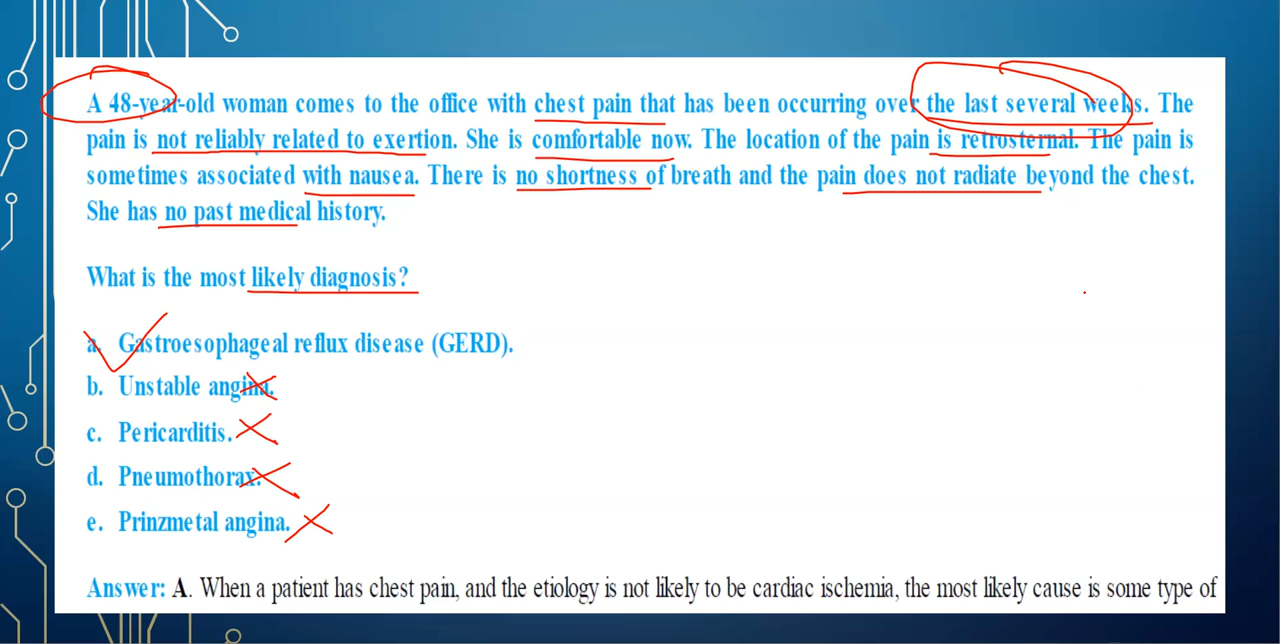 A 48-year-old woman comes to the office with chest pain that has been occurring over the last several weeks. The
pain is not reliably related to exertion. She is comfortable now. The location of the pain is retrosternal. The pain is
sometimes associated with nausea. There is no shortness of breath and the pain does not radiate beyond the chest.
She has no past medical history.
What is the most likely diagnosis?
a. Gastroesophageal reflux disease (GERD).
b. Unstable angina.
c. Pericarditis.
d. Pneumothorax.
e. Prinzmetal angina.
Answer: A. When a patient has chest pain, and the etiology is not likely to be cardiac ischemia, the most likely cause is some type of